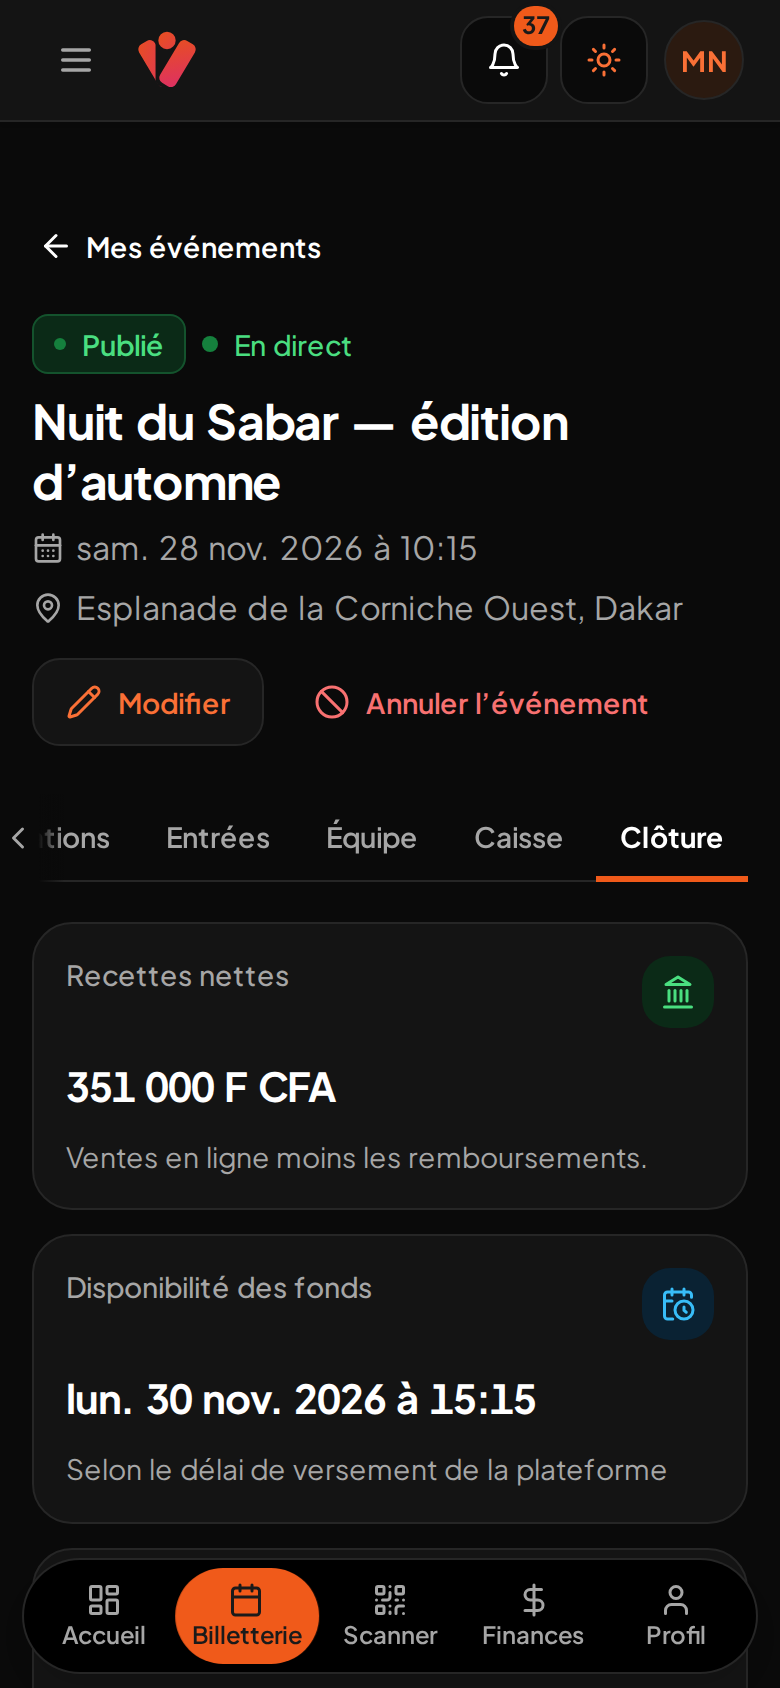 37
MN
Mes événements
Publié
En direct
Nuit du Sabar — édition
d’automne
sam. 28 nov. 2026 à 10:15
Esplanade de la Corniche Ouest, Dakar
Modifier
Annuler l’événement
tions
Entrées
Équipe
Caisse
Clôture
Recettes nettes
351 000 F CFA
Ventes en ligne moins les remboursements.
Disponibilité des fonds
lun. 30 nov. 2026 à 15:15
Selon le délai de versement de la plateforme
Accueil
Billetterie
Scanner
Finances
Profil